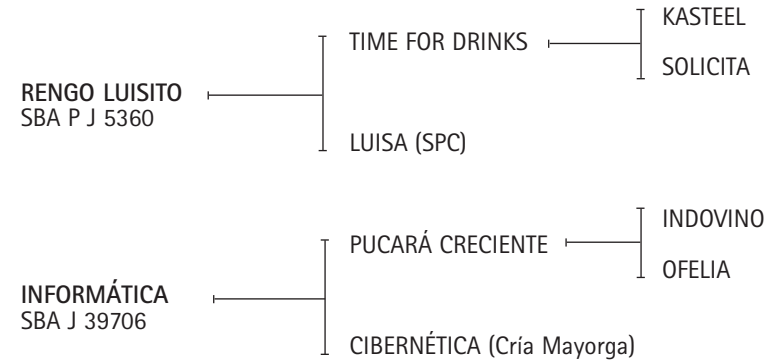 KASTEEL
TIME FOR DRINKS
SOLICITA
RENGO LUISITO
SBA P J 5360
LUISA (SPC)
INDOVINO
PUCARÁ CRECIENTE
OFELIA
INFORMÁTICA
SBA J 39706
CIBERNÉTICA (Cría Mayorga)